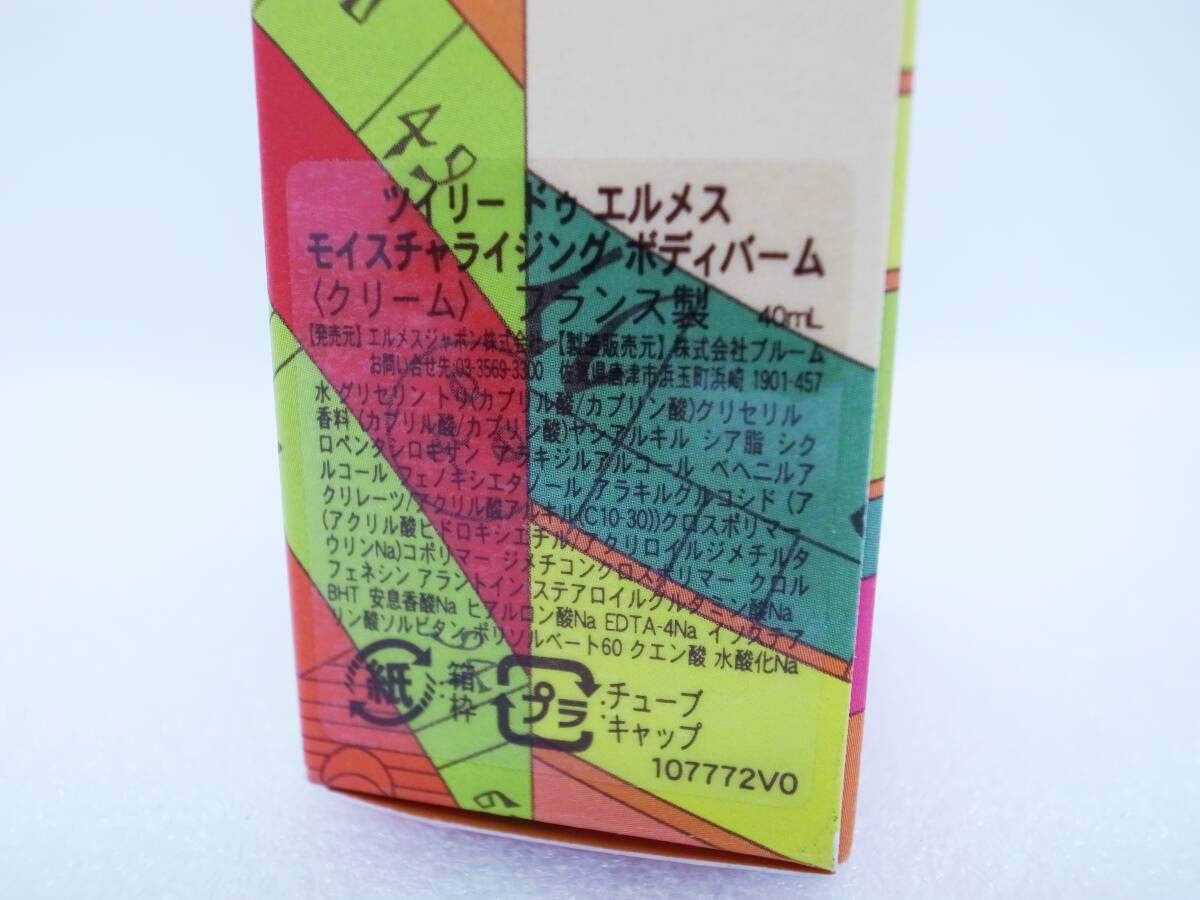 49
ツイリー ドゥ エルメス
モイスチャライジング ボディバーム
〈クリーム〉 フランス製 40mL
【発売元】エルメスジャポン株式会社 【製造販売元】株式会社ブルーム
お問い合せ先:03-3569-3300 佐賀県唐津市浜玉町浜崎 1901-457
水 グリセリン トリ(カプリル酸/カプリン酸)グリセリル
香料 (カプリル酸/カプリン酸)ヤシアルキル シア脂 シク
ロペンタシロキサン アラキジルアルコール ベヘニルア
ルコール フェノキシエタノール アラキルグルコシド (ア
クリレーツ/アクリル酸アルキル(C10-30))クロスポリマー
(アクリル酸ヒドロキシエチル/アクリロイルジメチルタ
ウリンNa)コポリマー ジメチコンクロスポリマー クロル
フェネシン アラントイン ステアロイルグルタミン酸Na
BHT 安息香酸Na ヒアルロン酸Na EDTA-4Na イソステア
リン酸ソルビタン ポリソルベート60 クエン酸 水酸化Na
紙 :箱 プラ :チューブ
枠 :キャップ
107772V0